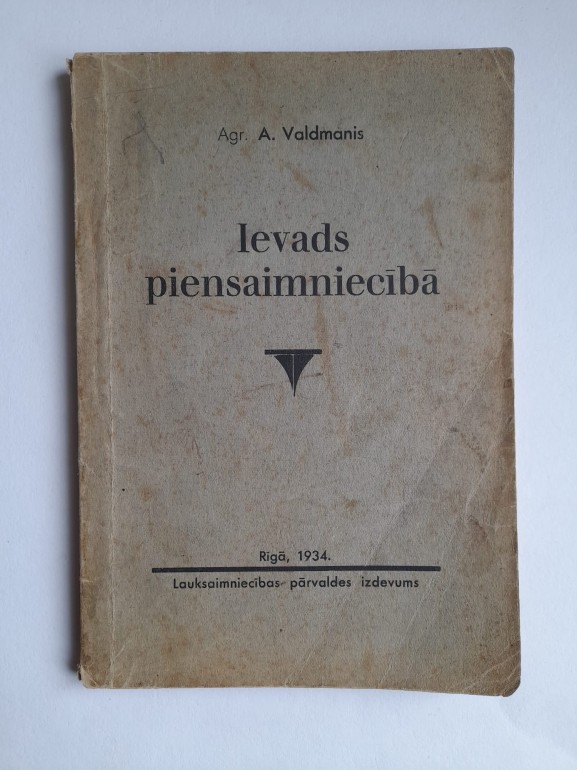 Agr. A. Valdmanis
Ievads
piensaimniecībā
Rīgā, 1934.
Lauksaimniecības pārvaldes izdevums